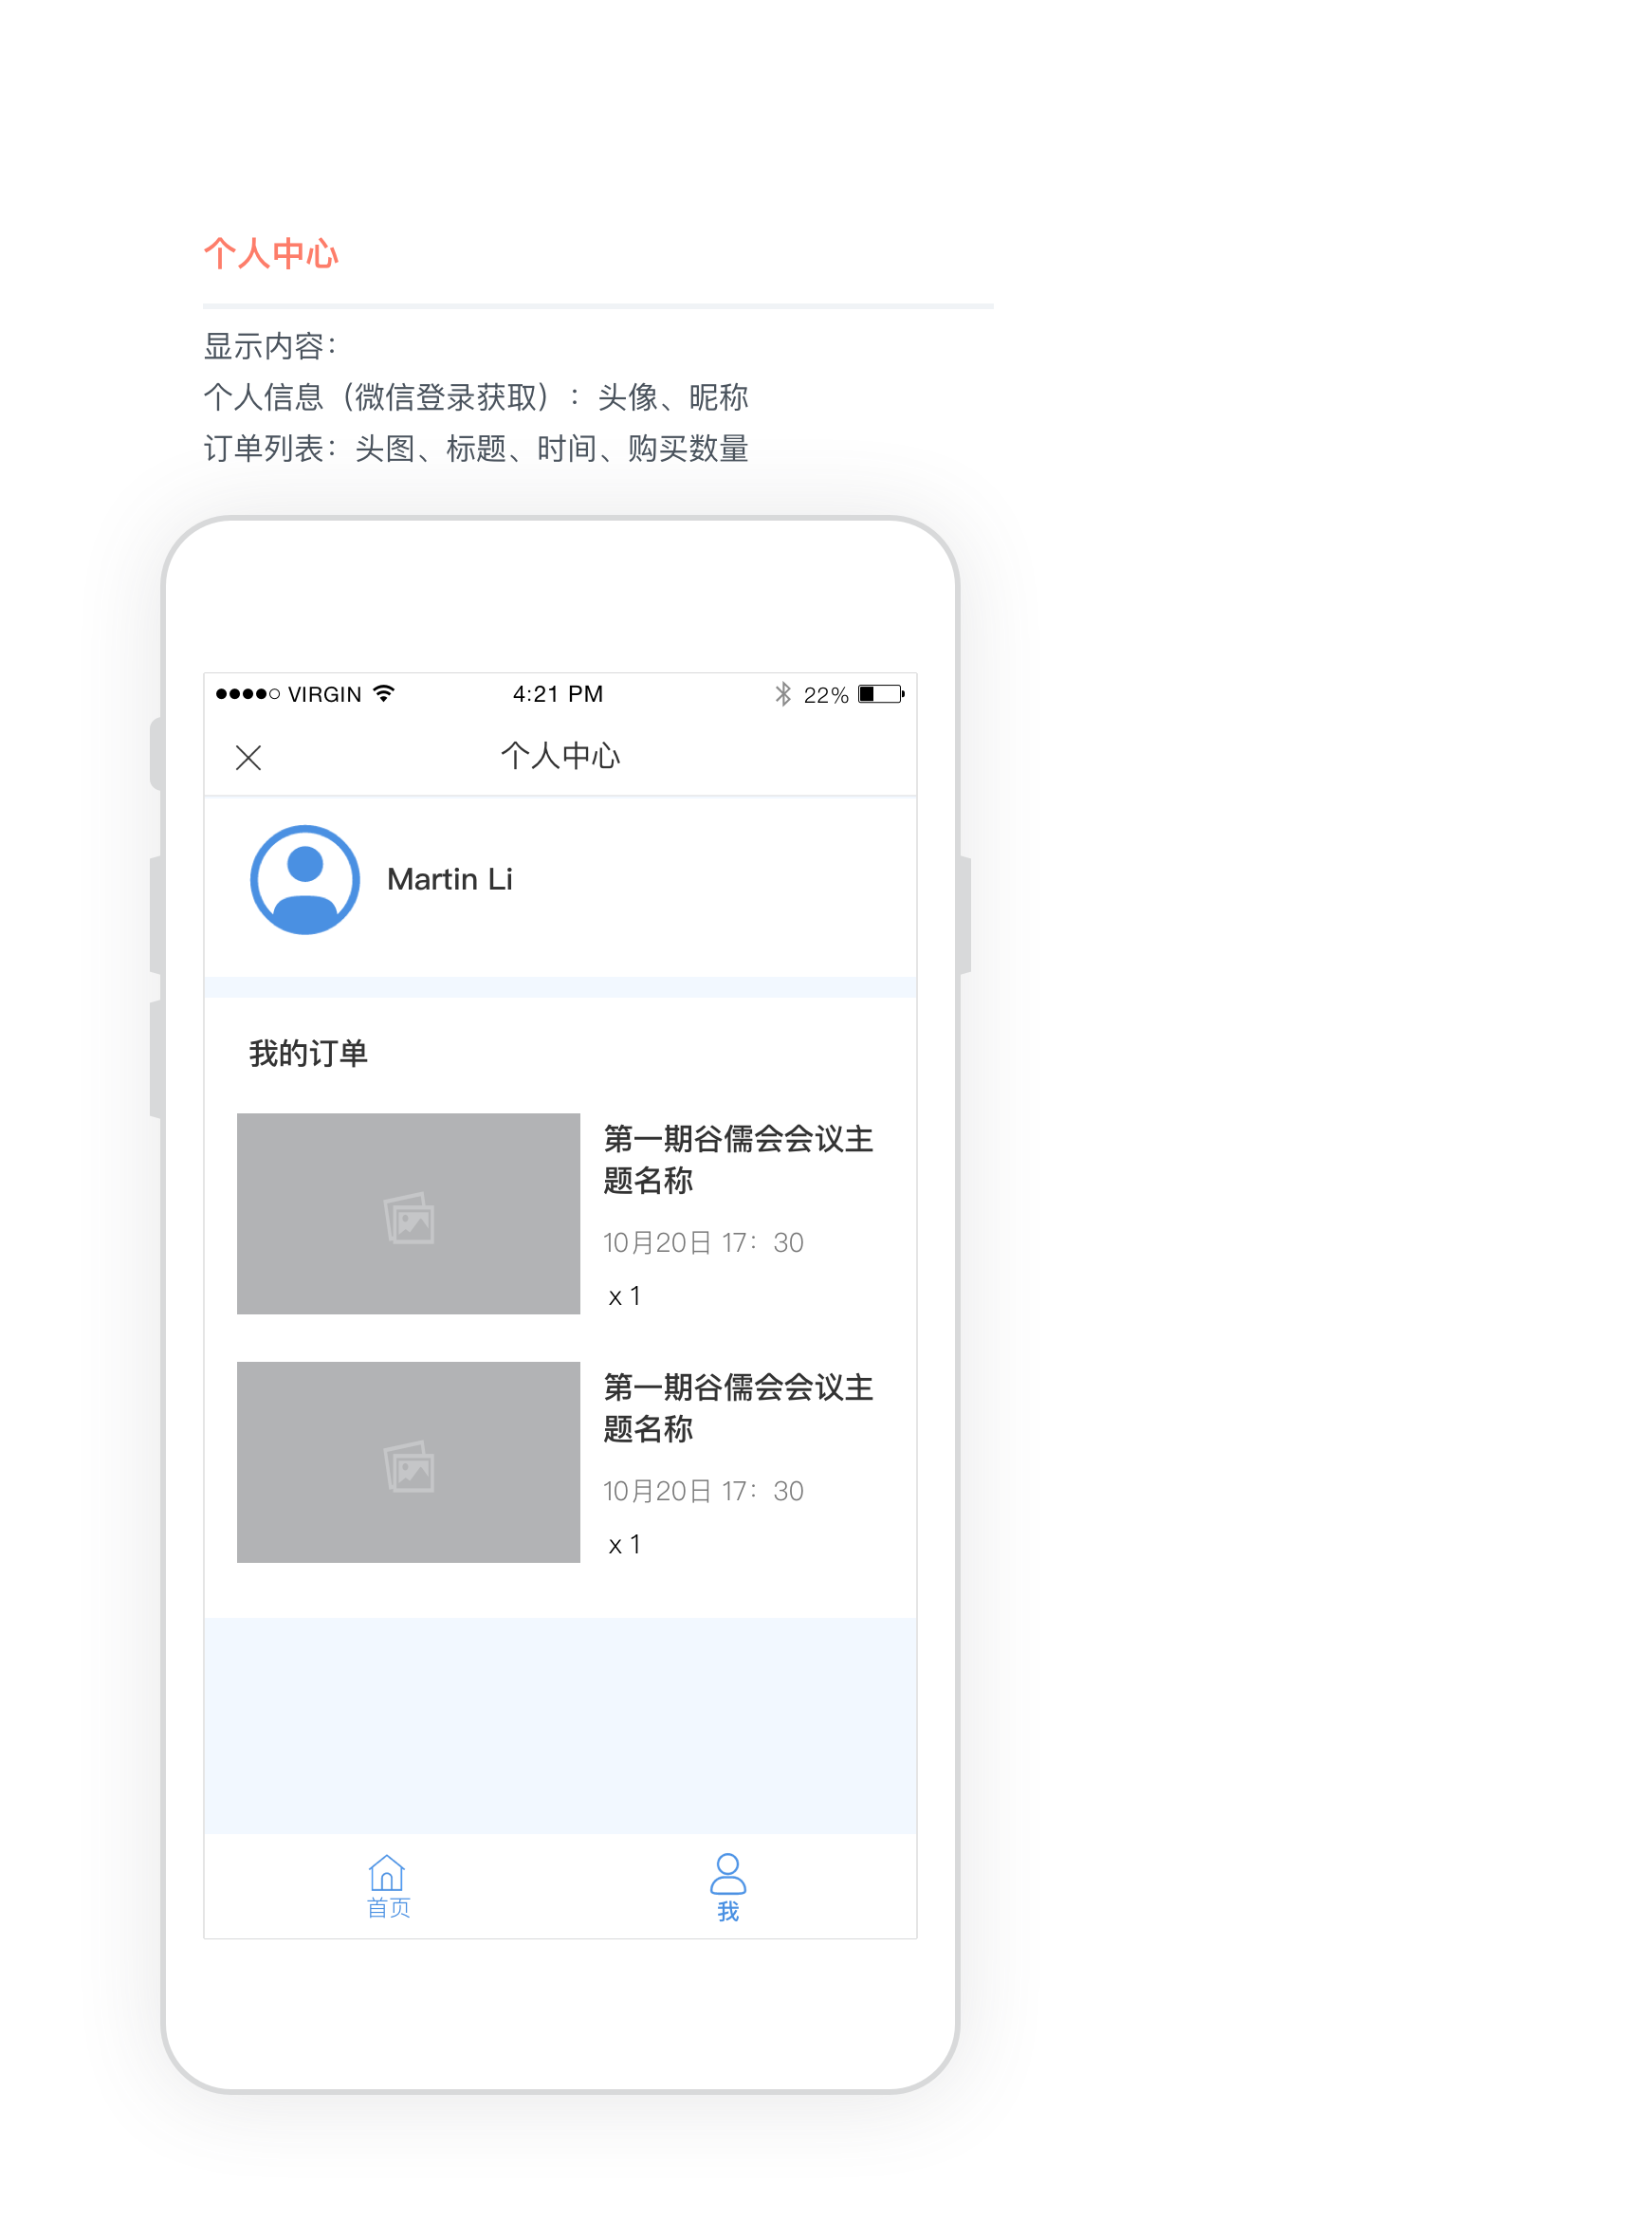 个人中心
显示内容：
个人信息（微信登录获取）：头像、昵称
订单列表：头图、标题、时间、购买数量
VIRGIN 4:21 PM 22%
个人中心
Martin Li
我的订单
第一期谷儒会会议主
题名称
10月20日 17：30
x 1
第一期谷儒会会议主
题名称
10月20日 17：30
x 1
首页 我